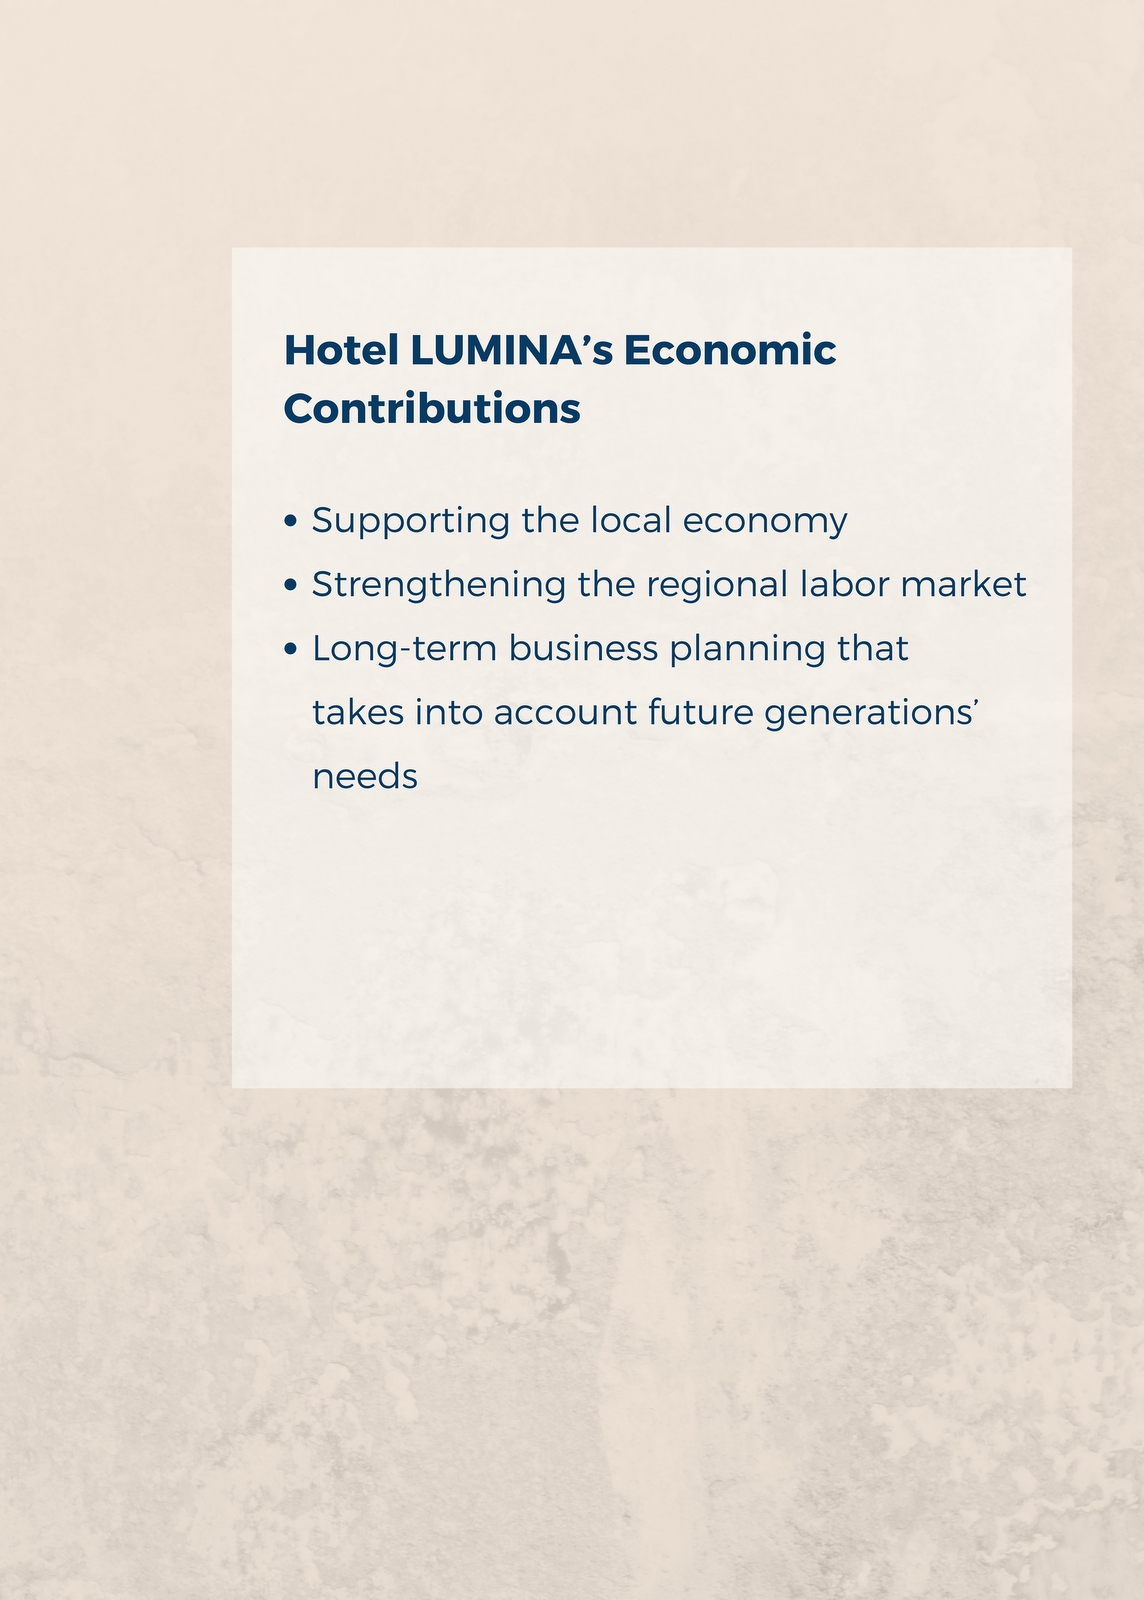 Hotel LUMINA’s Economic
Contributions
• Supporting the local economy
• Strengthening the regional labor market
• Long-term business planning that
takes into account future generations’
needs